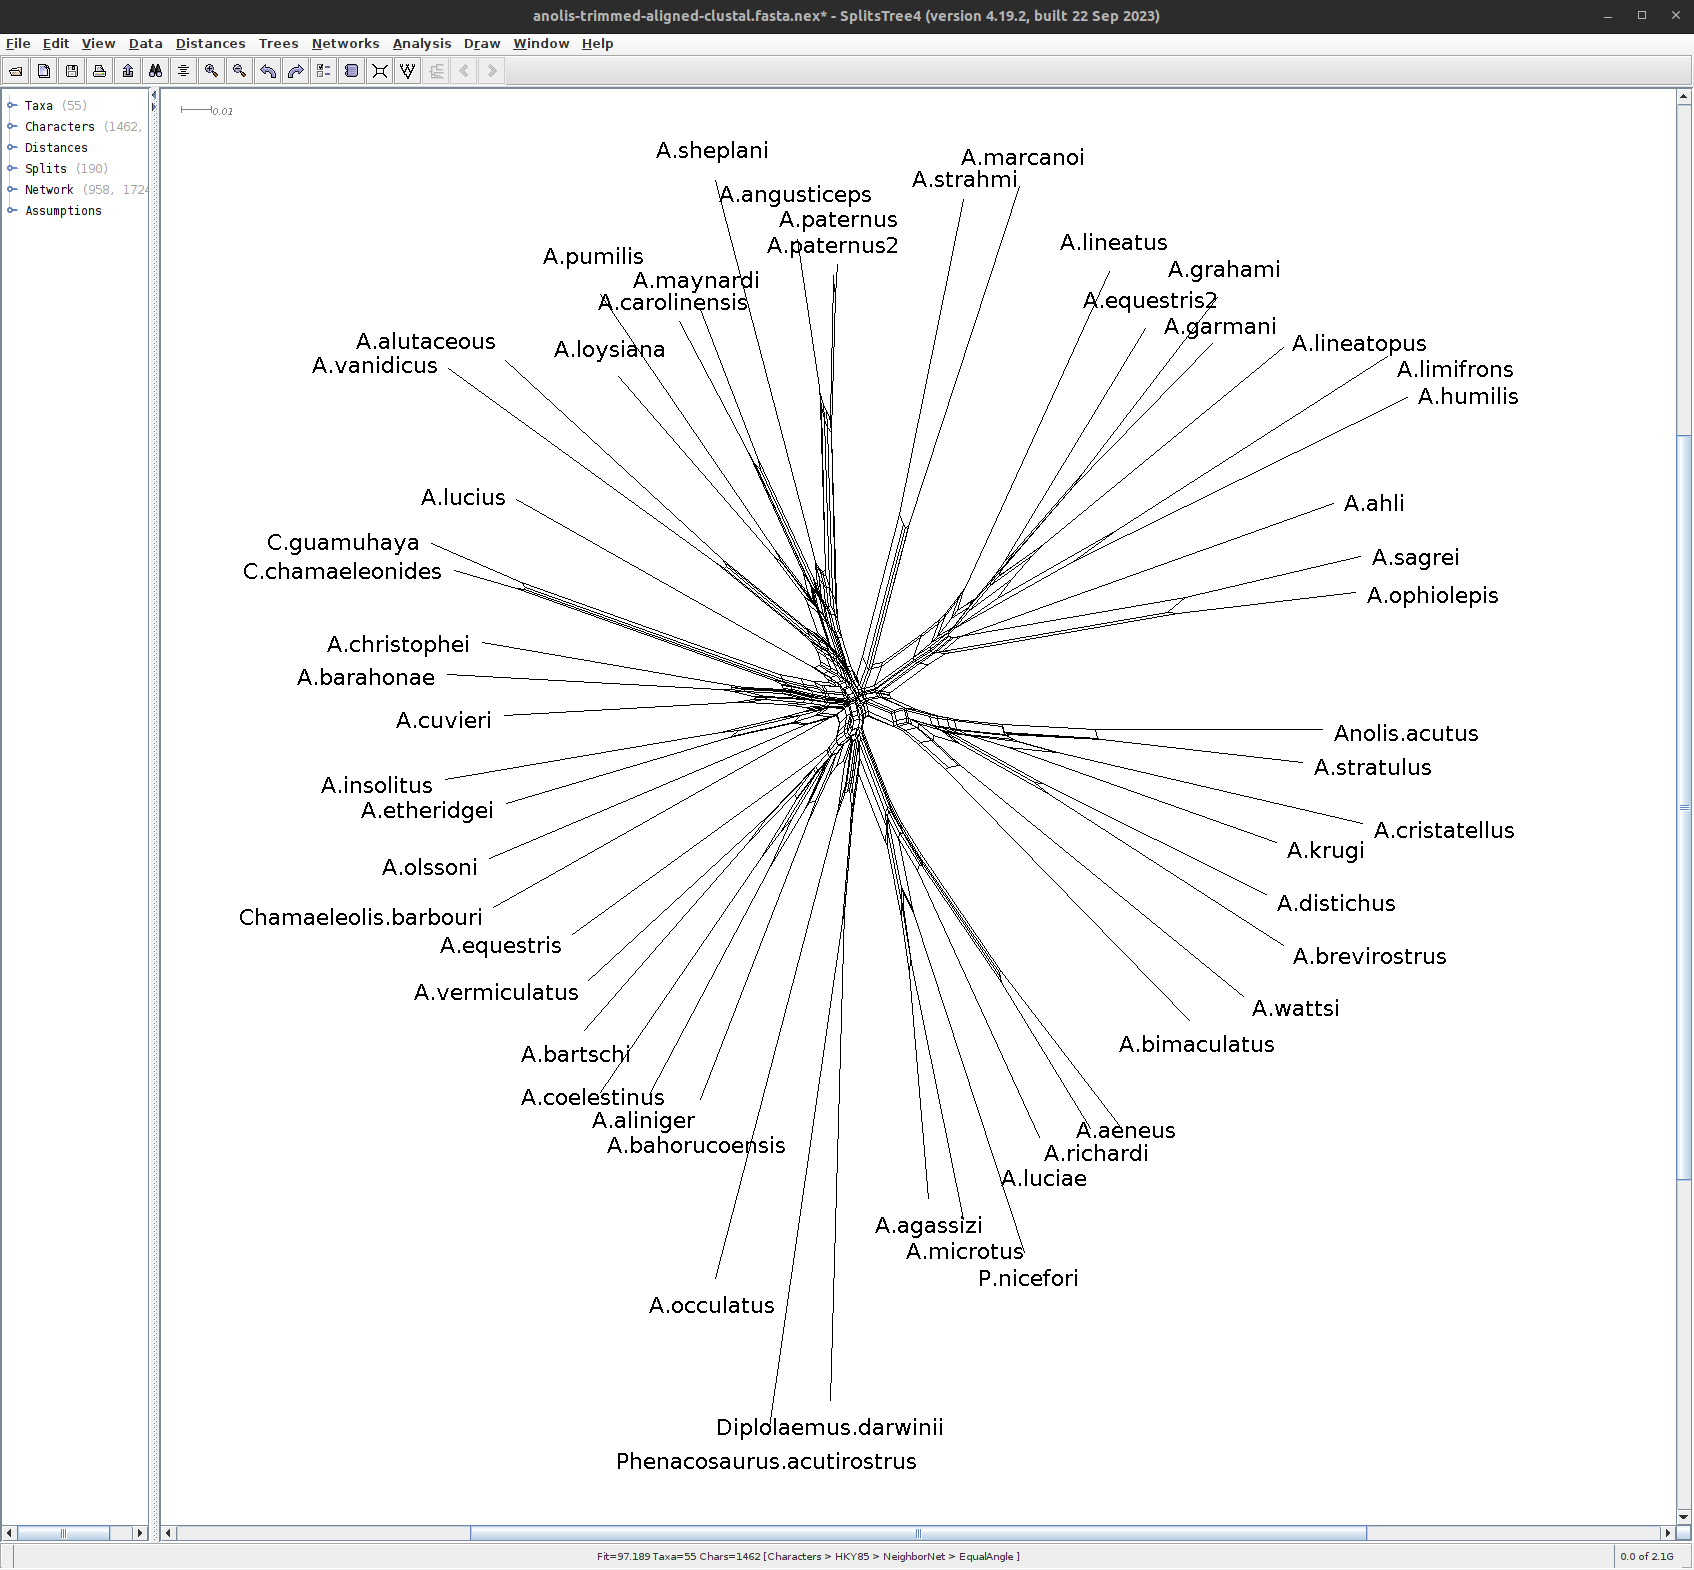 anolis-trimmed-aligned-clustal.fasta.nex* - SplitsTree4 (version 4.19.2, built 22 Sep 2023)
File Edit View Data Distances Trees Networks Analysis Draw Window Help
Taxa (55)
Characters (1462,
Distances
Splits (190)
Network (958, 1724
Assumptions
0.01
A.sheplani
A.marcanoi
A.strahmi
A.angusticeps
A.paternus
A.paternus2
A.lineatus
A.pumilis
A.grahami
A.maynardi
A.carolinensis
A.equestris2
A.garmani
A.alutaceous
A.lineatopus
A.loysiana
A.vanidicus
A.limifrons
A.humilis
A.lucius
A.ahli
C.guamuhaya
A.sagrei
C.chamaeleonides
A.ophiolepis
A.christophei
A.barahonae
A.cuvieri
Anolis.acutus
A.stratulus
A.insolitus
A.etheridgei
A.cristatellus
A.krugi
A.olssoni
A.distichus
Chamaeleolis.barbouri
A.equestris
A.brevirostrus
A.vermiculatus
A.wattsi
A.bimaculatus
A.bartschi
A.coelestinus
A.aliniger
A.aeneus
A.bahorucoensis
A.richardi
A.luciae
A.agassizi
A.microtus
P.nicefori
A.occulatus
Diplolaemus.darwinii
Phenacosaurus.acutirostrus
Fit=97.189 Taxa=55 Chars=1462 [Characters > HKY85 > NeighborNet > EqualAngle ]
0.0 of 2.1G